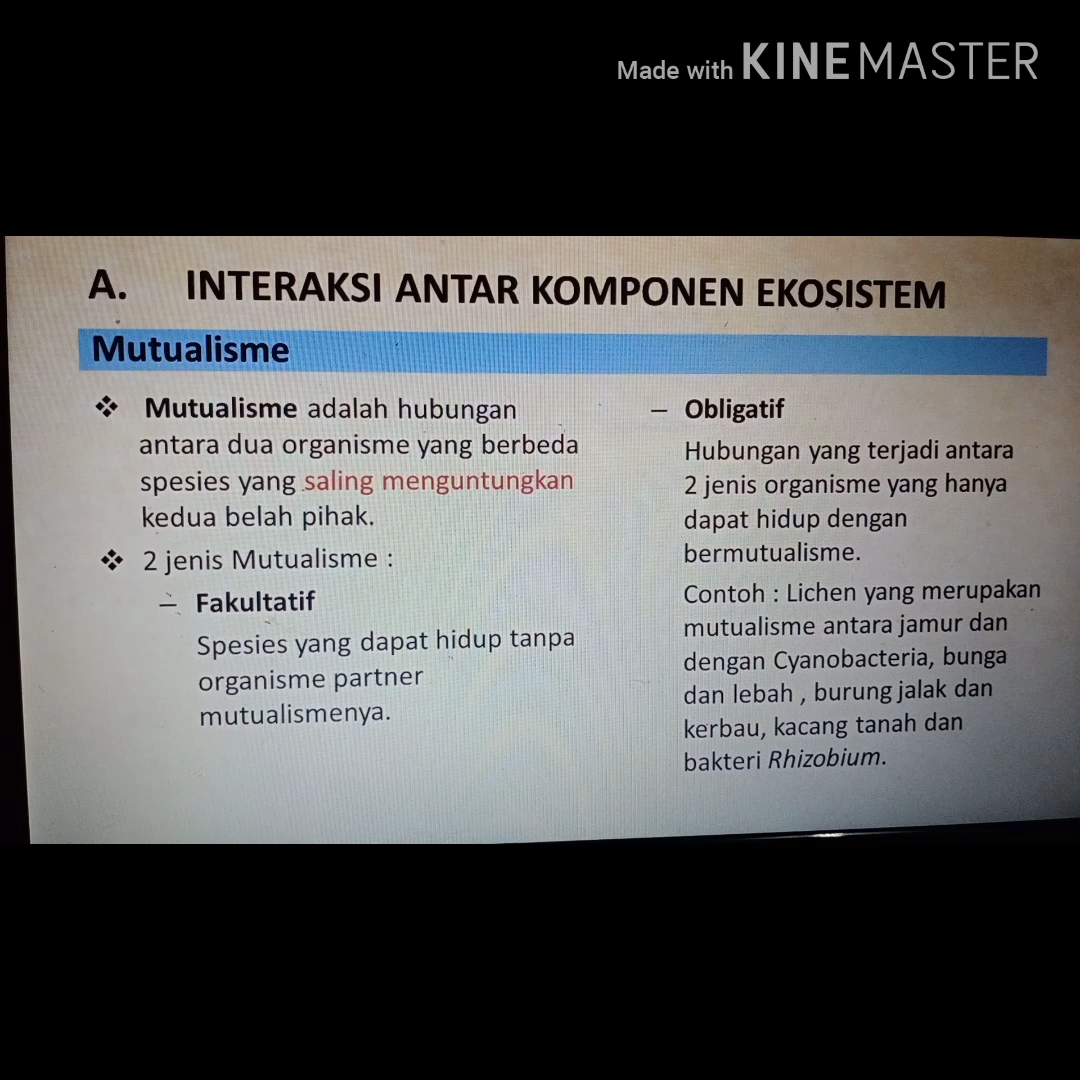 Made with KINEMASTER
A. INTERAKSI ANTAR KOMPONEN EKOSISTEM
Mutualisme
❖ Mutualisme adalah hubungan
antara dua organisme yang berbeda
spesies yang saling menguntungkan
kedua belah pihak.
❖ 2 jenis Mutualisme :
– Fakultatif
Spesies yang dapat hidup tanpa
organisme partner
mutualismenya.
– Obligatif
Hubungan yang terjadi antara
2 jenis organisme yang hanya
dapat hidup dengan
bermutualisme.
Contoh : Lichen yang merupakan
mutualisme antara jamur dan
dengan Cyanobacteria, bunga
dan lebah , burung jalak dan
kerbau, kacang tanah dan
bakteri Rhizobium.